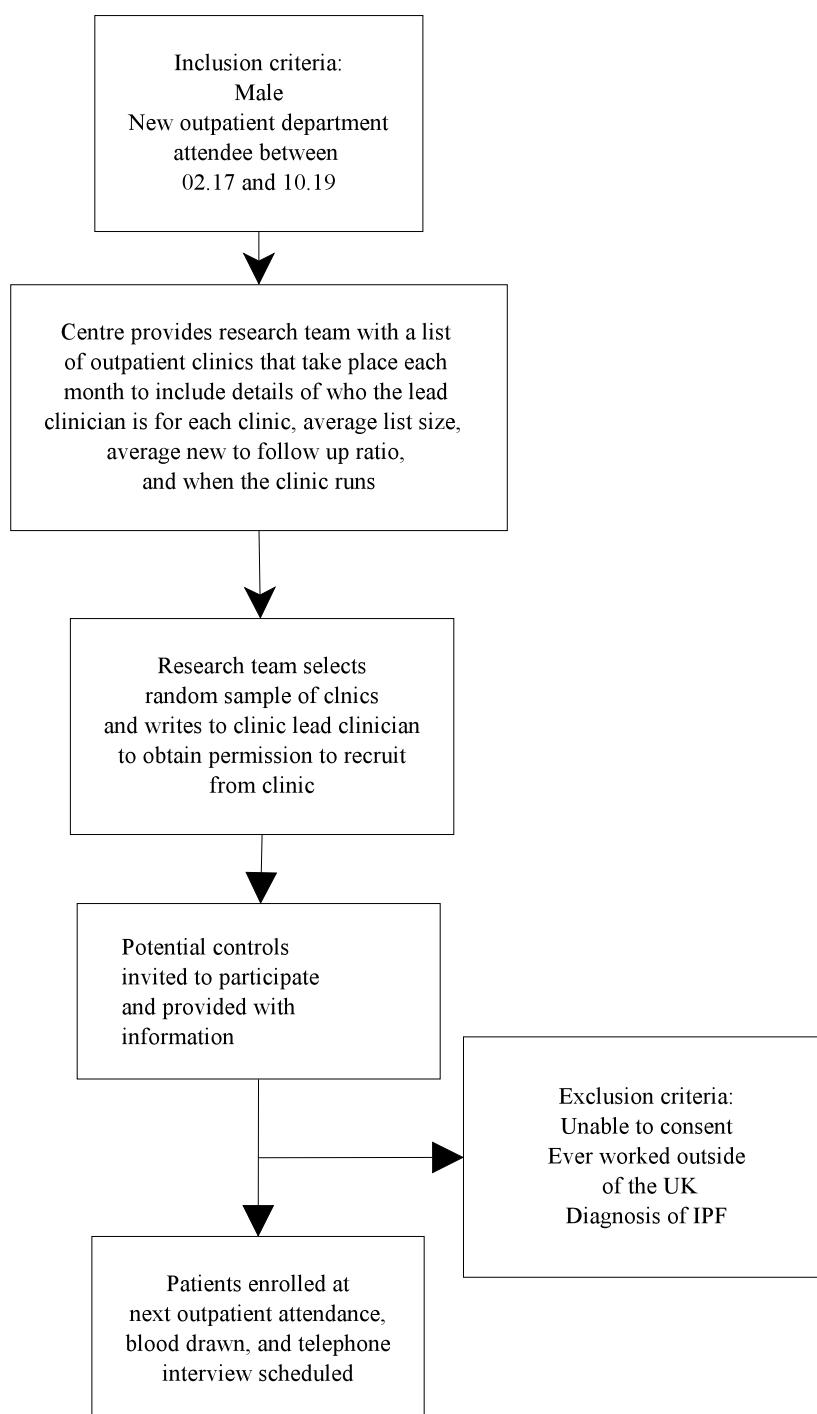 Inclusion criteria:
Male
New outpatient department
attendee between
02.17 and 10.19
Centre provides research team with a list
of outpatient clinics that take place each
month to include details of who the lead
clinician is for each clinic, average list size,
average new to follow up ratio,
and when the clinic runs
Research team selects
random sample of clnics
and writes to clinic lead clinician
to obtain permission to recruit
from clinic
Potential controls
invited to participate
and provided with
information
Exclusion criteria:
Unable to consent
Ever worked outside
of the UK
Diagnosis of IPF
Patients enrolled at
next outpatient attendance,
blood drawn, and telephone
interview scheduled